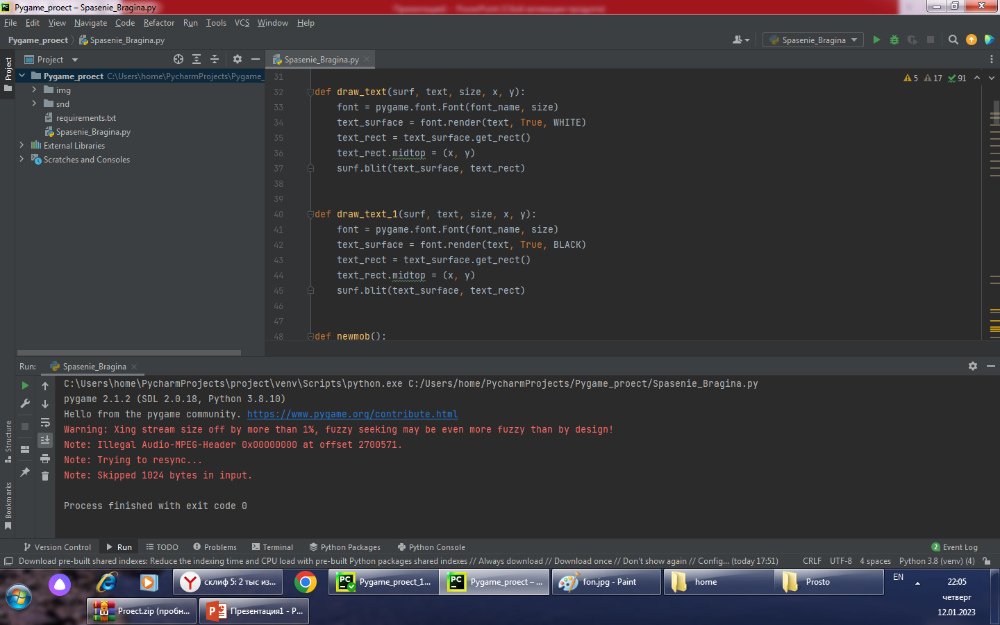 Pygame_proect – Spasenie_Bragina.py
File Edit View Navigate Code Refactor Run Tools VCS Window Help
Pygame_proect Spasenie_Bragina.py
Spasenie_Bragina
Project
Project
Spasenie_Bragina.py
Pygame_proect C:\Users\home\PycharmProjects\Pygame_
img
snd
requirements.txt
Spasenie_Bragina.py
External Libraries
Scratches and Consoles
5 17 91
31
32 def draw_text(surf, text, size, x, y):
33 font = pygame.font.Font(font_name, size)
34 text_surface = font.render(text, True, WHITE)
35 text_rect = text_surface.get_rect()
36 text_rect.midtop = (x, y)
37 surf.blit(text_surface, text_rect)
38
39
40 def draw_text_1(surf, text, size, x, y):
41 font = pygame.font.Font(font_name, size)
42 text_surface = font.render(text, True, BLACK)
43 text_rect = text_surface.get_rect()
44 text_rect.midtop = (x, y)
45 surf.blit(text_surface, text_rect)
46
47
48 def newmob():
Run: Spasenie_Bragina
C:\Users\home\PycharmProjects\project\venv\Scripts\python.exe C:/Users/home/PycharmProjects/Pygame_proect/Spasenie_Bragina.py
pygame 2.1.2 (SDL 2.0.18, Python 3.8.10)
Hello from the pygame community. https://www.pygame.org/contribute.html
Warning: Xing stream size off by more than 1%, fuzzy seeking may be even more fuzzy than by design!
Note: Illegal Audio-MPEG-Header 0x00000000 at offset 2700571.
Note: Trying to resync...
Note: Skipped 1024 bytes in input.
Process finished with exit code 0
Structure
Bookmarks
Version Control Run TODO Problems Terminal Python Packages Python Console 2 Event Log
Download pre-built shared indexes: Reduce the indexing time and CPU load with pre-built Python packages shared indexes // Always download // Download once // Don't show again // Config... (today 17:51) CRLF UTF-8 4 spaces Python 3.8 (venv) (4)
склиф 5: 2 тыс из... Pygame_proect_1... Pygame_proect – ... fon.jpg - Paint home Prosto EN 22:05
четверг
Proect.zip (пробн... Презентация1 - P... 12.01.2023